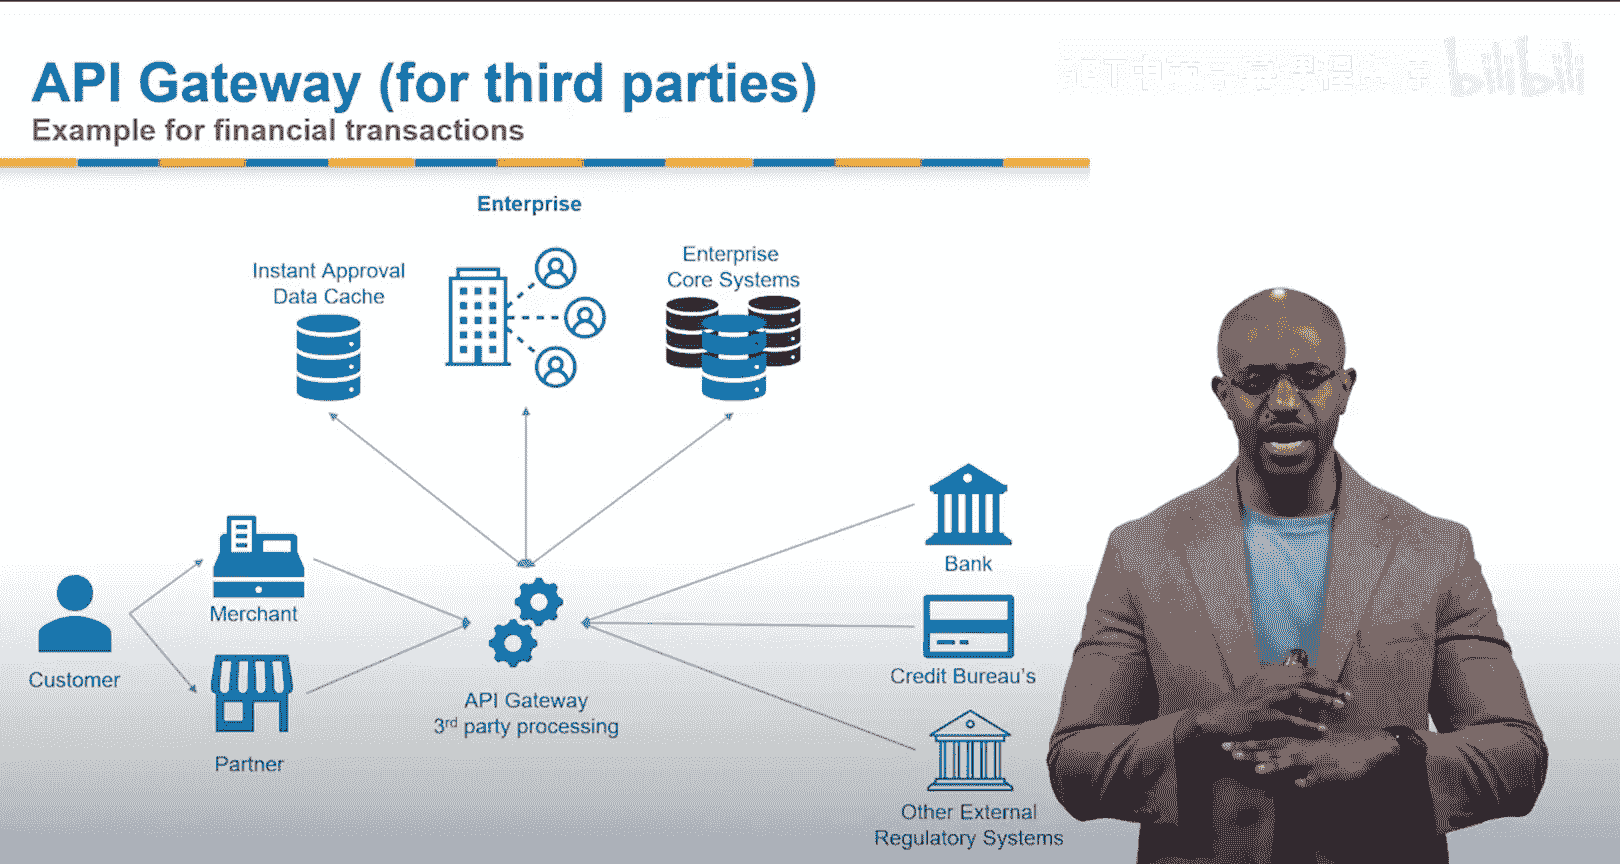 API Gateway (for third parties)
Example for financial transactions
bilibili
Enterprise
Instant Approval
Data Cache
Enterprise
Core Systems
Bank
Merchant
Customer
Credit Bureau's
API Gateway
3rd party processing
Partner
Other External
Regulatory Systems